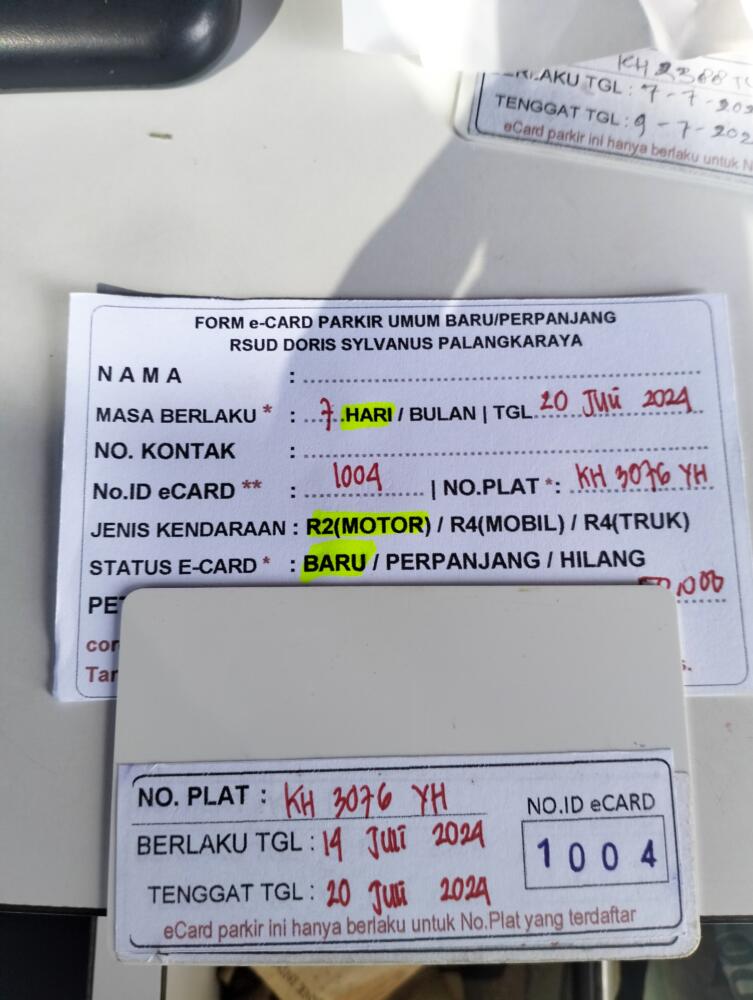 KH 2388
BERLAKU TGL : 7-7-202
TENGGAT TGL : 9-7-202
eCard parkir ini hanya berlaku untuk N
FORM e-CARD PARKIR UMUM BARU/PERPANJANG
RSUD DORIS SYLVANUS PALANGKARAYA
N A M A :
MASA BERLAKU * : 7 HARI / BULAN | TGL 20 Juli 2024
NO. KONTAK :
No.ID eCARD ** : 1004 | NO.PLAT *: KH 3076 YH
JENIS KENDARAAN : R2(MOTOR) / R4(MOBIL) / R4(TRUK)
STATUS E-CARD * : BARU / PERPANJANG / HILANG
NO. PLAT : KH 3076 YH
BERLAKU TGL : 14 Juli 2024
TENGGAT TGL : 20 Juli 2024
NO.ID eCARD
1004
eCard parkir ini hanya berlaku untuk No.Plat yang terdaftar